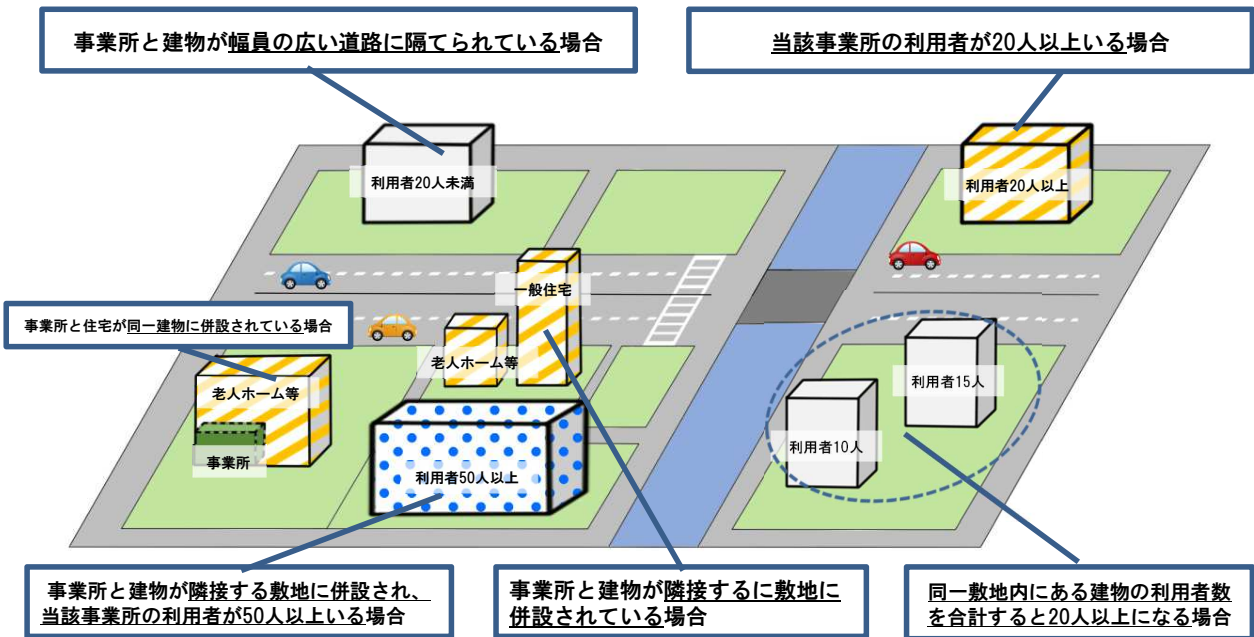 事業所と建物が幅員の広い道路に隔てられている場合
当該事業所の利用者が20人以上いる場合
利用者20人未満
利用者20人以上
一般住宅
事業所と住宅が同一建物に併設されている場合
老人ホーム等
老人ホーム等
利用者15人
利用者10人
事業所
利用者50人以上
事業所と建物が隣接する敷地に併設され、
当該事業所の利用者が50人以上いる場合
事業所と建物が隣接するに敷地に
併設されている場合
同一敷地内にある建物の利用者数
を合計すると20人以上になる場合